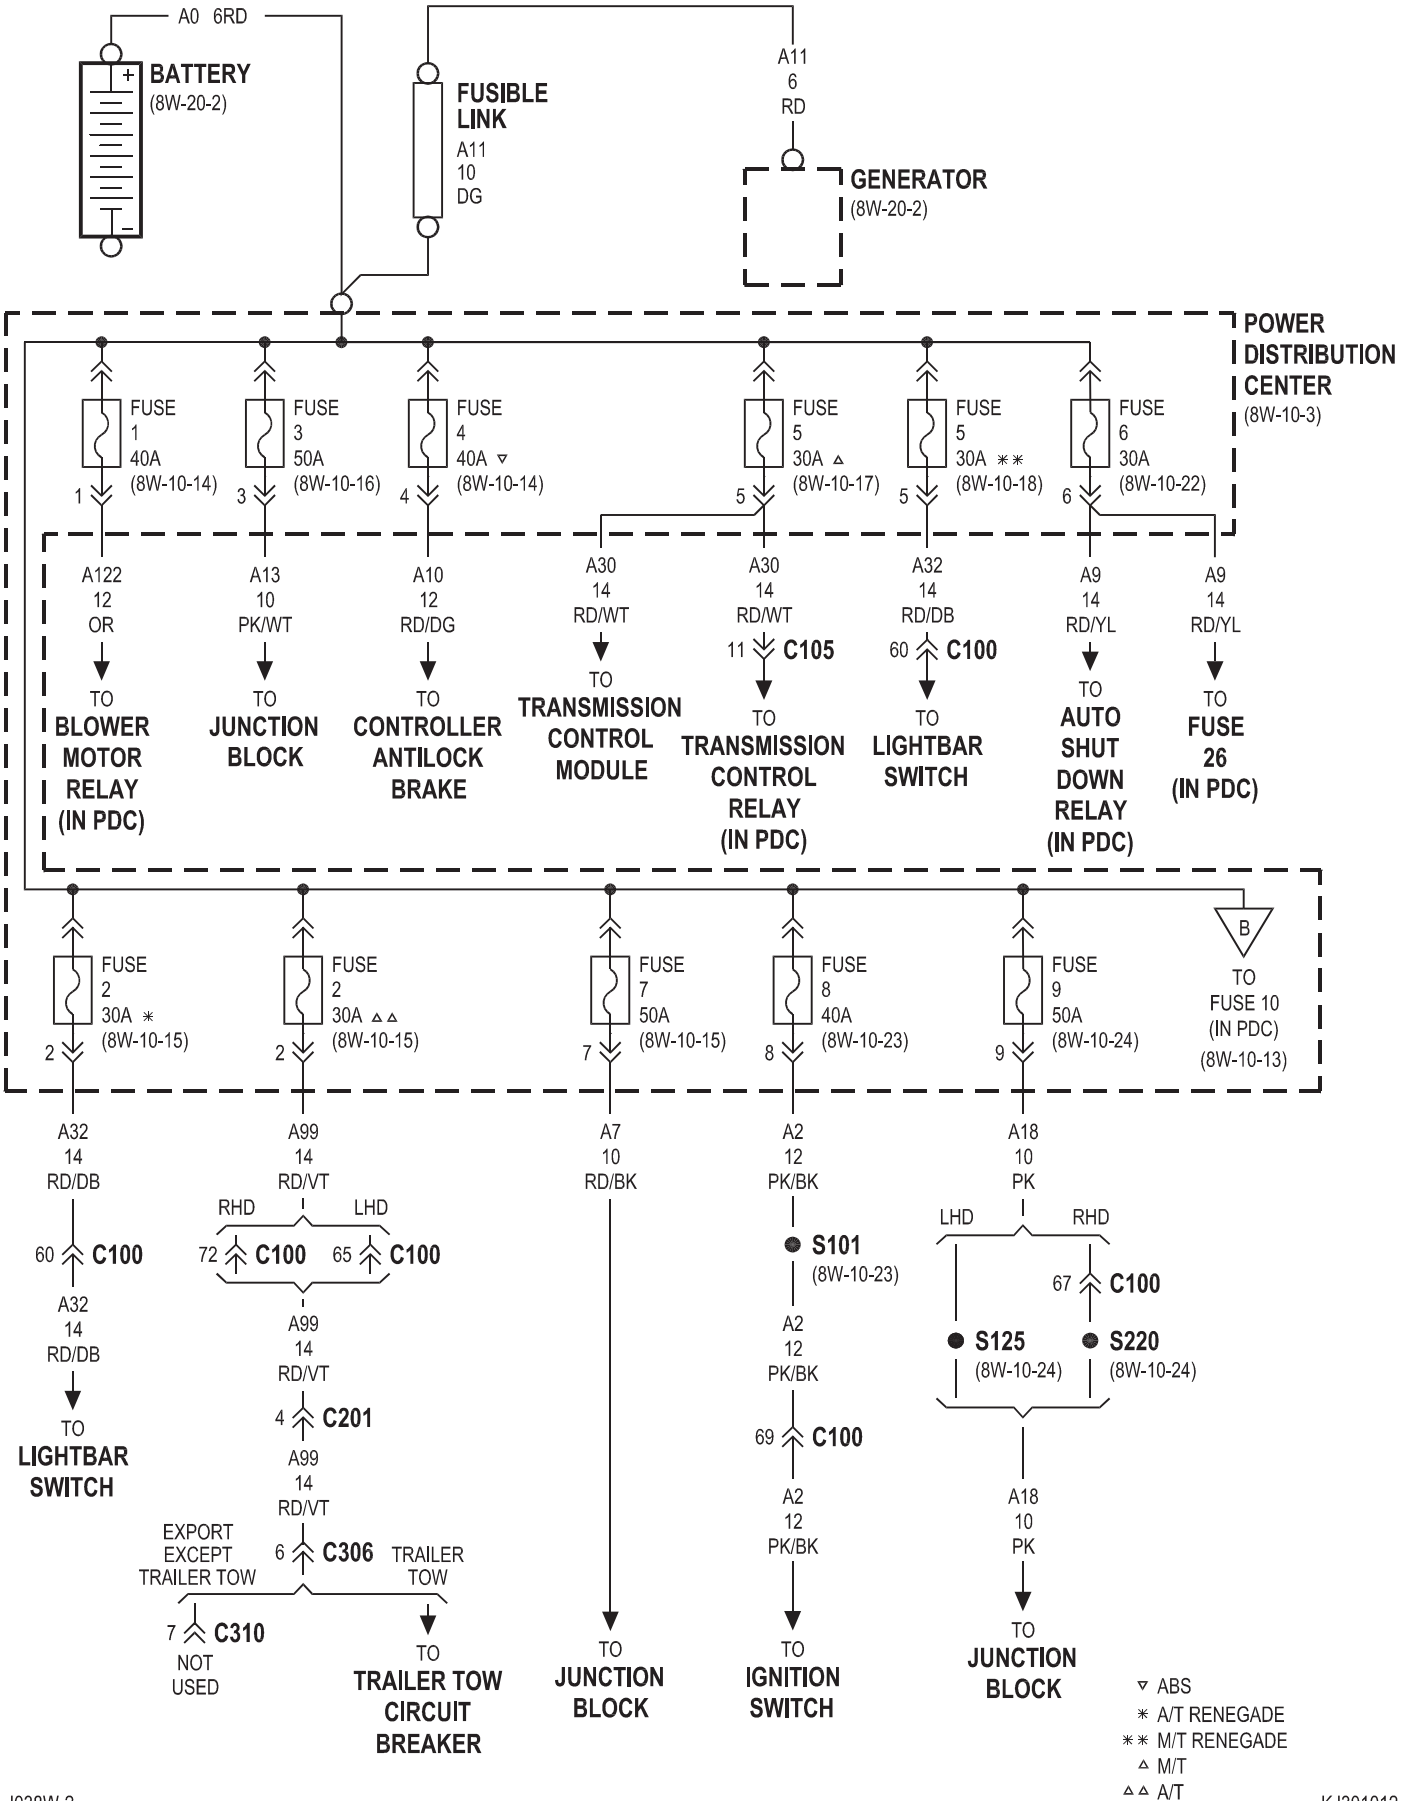 A0 6RD
BATTERY
(8W-20-2)
+
−
FUSIBLE
LINK
A11
10
DG
A11
6
RD
GENERATOR
(8W-20-2)
POWER
DISTRIBUTION
CENTER
(8W-10-3)
FUSE
1
40A
(8W-10-14)
1
FUSE
3
50A
(8W-10-16)
3
FUSE
4
40A ▽
(8W-10-14)
4
FUSE
5
30A △
(8W-10-17)
5
FUSE
5
30A **
(8W-10-18)
5
FUSE
6
30A
(8W-10-22)
6
A122
12
OR
TO
BLOWER
MOTOR
RELAY
(IN PDC)
A13
10
PK/WT
TO
JUNCTION
BLOCK
A10
12
RD/DG
TO
CONTROLLER
ANTILOCK
BRAKE
A30
14
RD/WT
TO
TRANSMISSION
CONTROL
MODULE
A30
14
RD/WT
11 C105
TO
TRANSMISSION
CONTROL
RELAY
(IN PDC)
A32
14
RD/DB
60 C100
TO
LIGHTBAR
SWITCH
A9
14
RD/YL
TO
AUTO
SHUT
DOWN
RELAY
(IN PDC)
A9
14
RD/YL
TO
FUSE
26
(IN PDC)
FUSE
2
30A *
(8W-10-15)
2
FUSE
2
30A △△
(8W-10-15)
2
FUSE
7
50A
(8W-10-15)
7
FUSE
8
40A
(8W-10-23)
8
FUSE
9
50A
(8W-10-24)
9
B
TO
FUSE 10
(IN PDC)
(8W-10-13)
A32
14
RD/DB
60 C100
A32
14
RD/DB
TO
LIGHTBAR
SWITCH
A99
14
RD/VT
RHD LHD
72 C100 65 C100
A99
14
RD/VT
4 C201
A99
14
RD/VT
6 C306
EXPORT
EXCEPT
TRAILER TOW
TRAILER
TOW
7 C310
NOT
USED
TO
TRAILER TOW
CIRCUIT
BREAKER
A7
10
RD/BK
TO
JUNCTION
BLOCK
A2
12
PK/BK
S101
(8W-10-23)
A2
12
PK/BK
69 C100
A2
12
PK/BK
TO
IGNITION
SWITCH
A18
10
PK
LHD RHD
67 C100
S125
(8W-10-24)
S220
(8W-10-24)
A18
10
PK
TO
JUNCTION
BLOCK
▽ ABS
* A/T RENEGADE
** M/T RENEGADE
△ M/T
△△ A/T